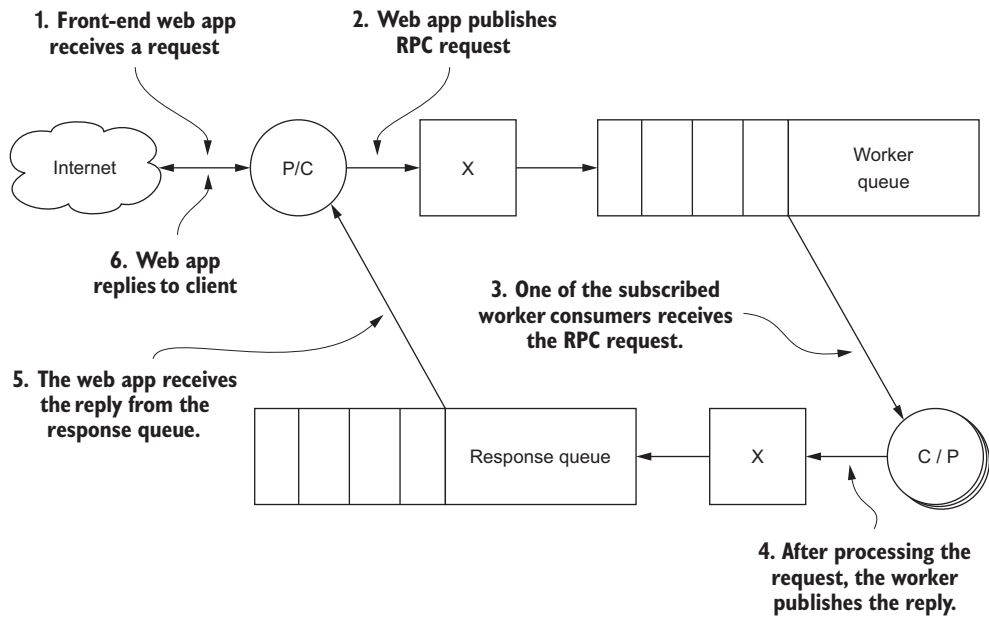 1. Front-end web app
receives a request
2. Web app publishes
RPC request
Internet
P/C
X
Worker
queue
6. Web app
replies to client
3. One of the subscribed
worker consumers receives
the RPC request.
5. The web app receives
the reply from the
response queue.
Response queue
X
C / P
4. After processing the
request, the worker
publishes the reply.